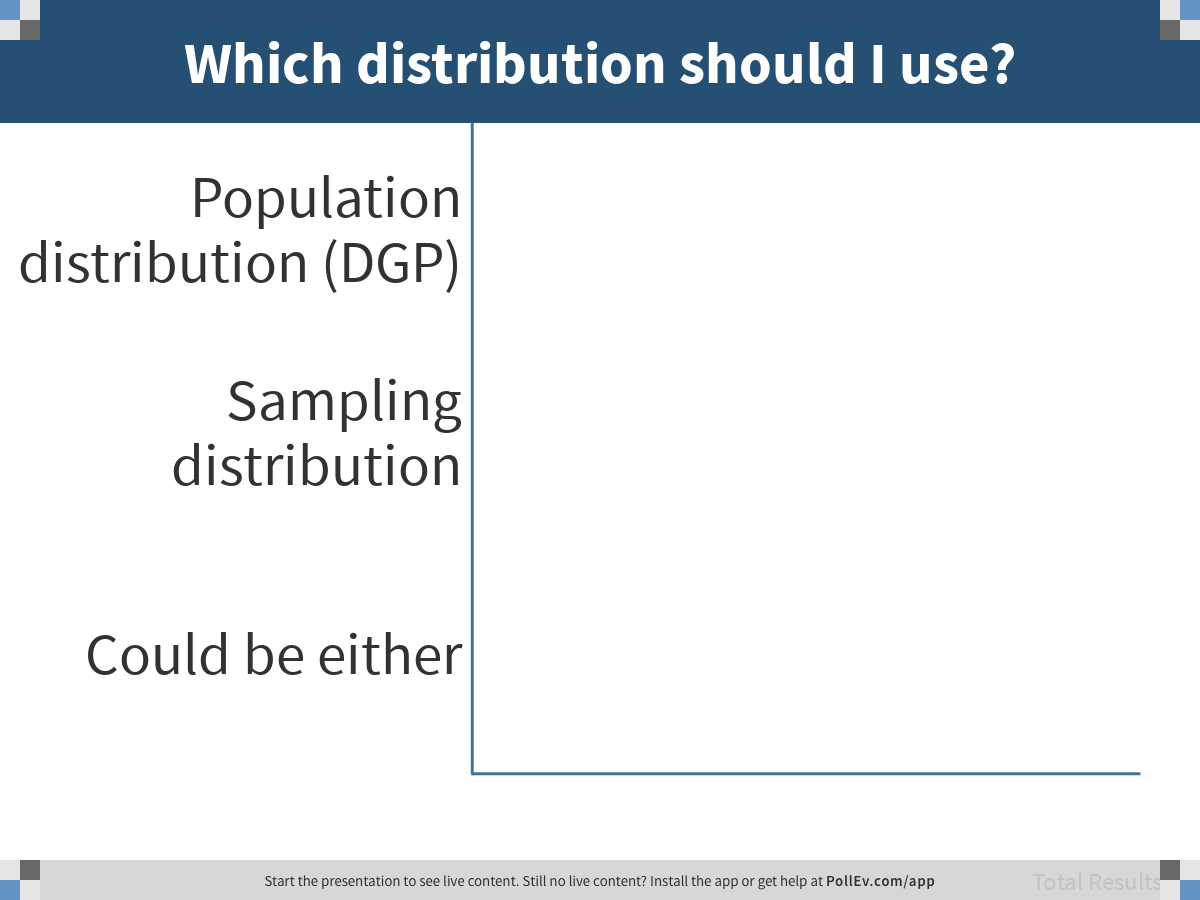 Which distribution should I use?
Population
distribution (DGP)
Sampling
distribution
Could be either
Start the presentation to see live content. Still no live content? Install the app or get help at PollEv.com/app
Total Results